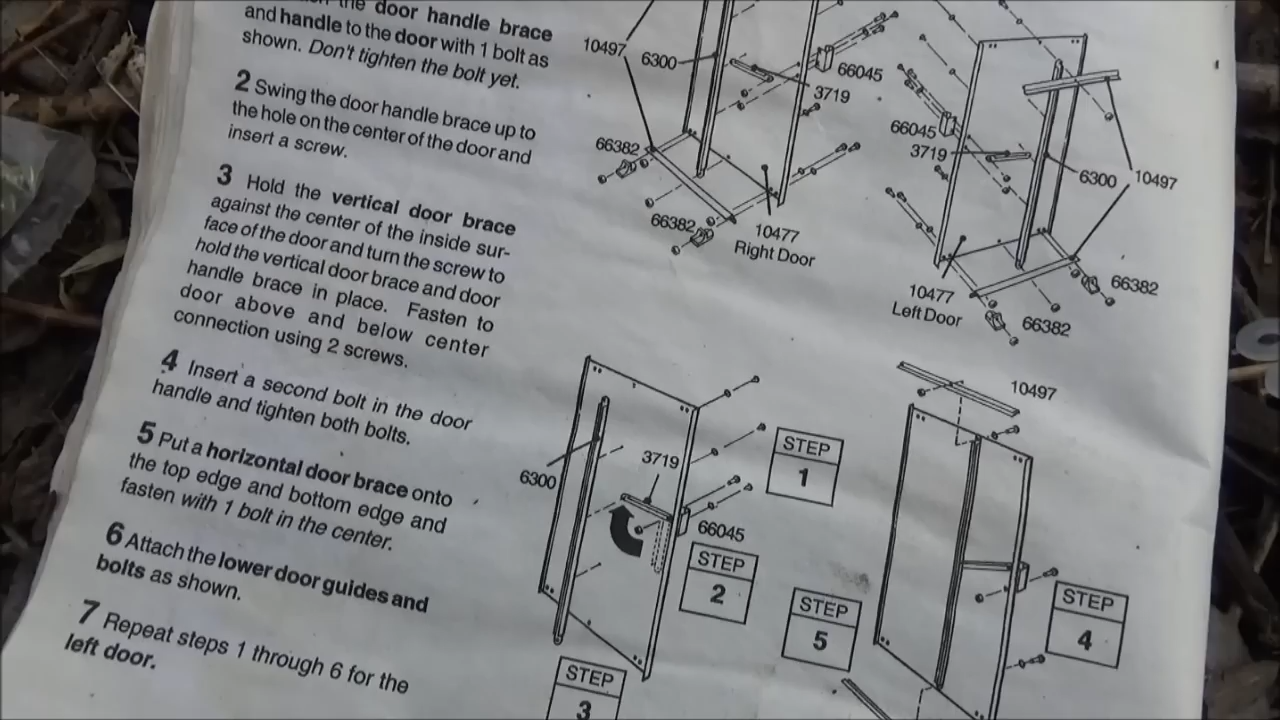 the door handle brace
and handle to the door with 1 bolt as
shown. Don't tighten the bolt yet.
2 Swing the door handle brace up to
the hole on the center of the door and
insert a screw.
3 Hold the vertical door brace
against the center of the inside sur-
face of the door and turn the screw to
hold the vertical door brace and door
handle brace in place. Fasten to
door above and below center
connection using 2 screws.
4 Insert a second bolt in the door
handle and tighten both bolts.
5 Put a horizontal door brace onto
the top edge and bottom edge and
fasten with 1 bolt in the center.
6 Attach the lower door guides and
bolts as shown.
7 Repeat steps 1 through 6 for the
left door.
10497
6300
66045
3719
66382
66382
10477
Right Door
66045
3719
6300
10497
10477
Left Door
66382
66382
6300
3719
66045
STEP
1
STEP
2
STEP
3
10497
STEP
4
STEP
5